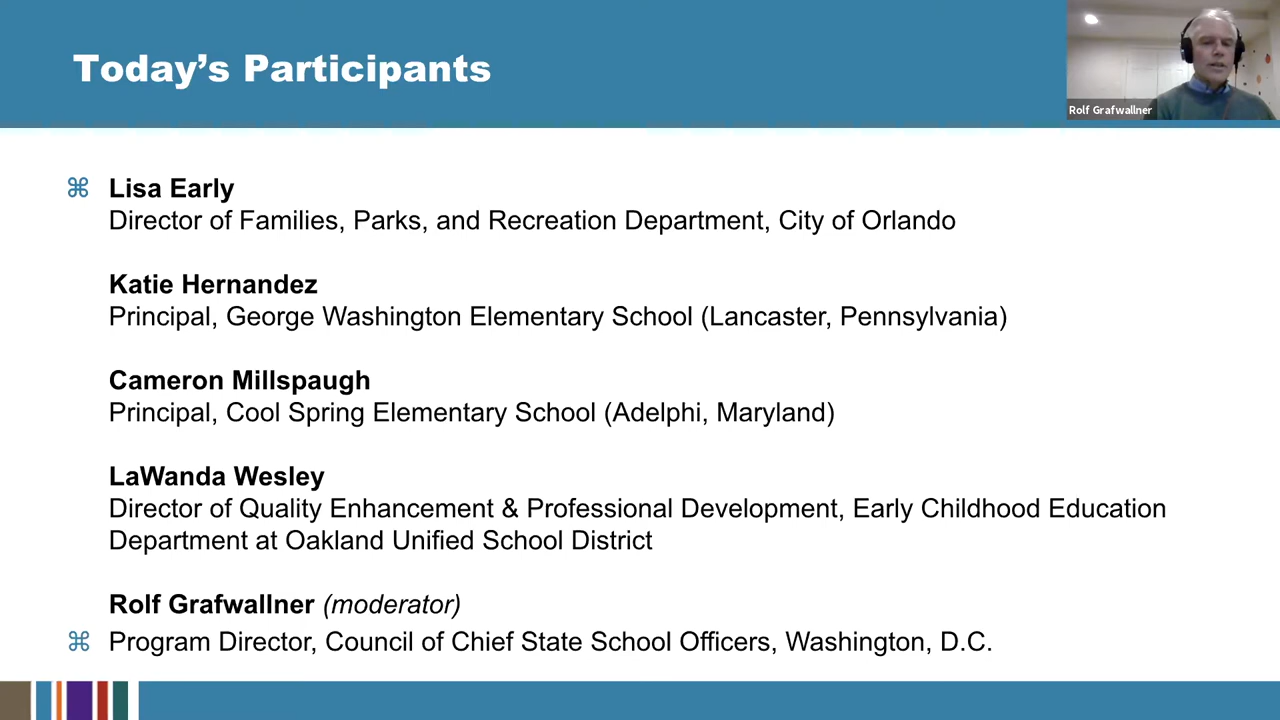 Today's Participants
Rolf Grafwallner
⌘ Lisa Early
Director of Families, Parks, and Recreation Department, City of Orlando
Katie Hernandez
Principal, George Washington Elementary School (Lancaster, Pennsylvania)
Cameron Millspaugh
Principal, Cool Spring Elementary School (Adelphi, Maryland)
LaWanda Wesley
Director of Quality Enhancement & Professional Development, Early Childhood Education
Department at Oakland Unified School District
Rolf Grafwallner (moderator)
⌘ Program Director, Council of Chief State School Officers, Washington, D.C.